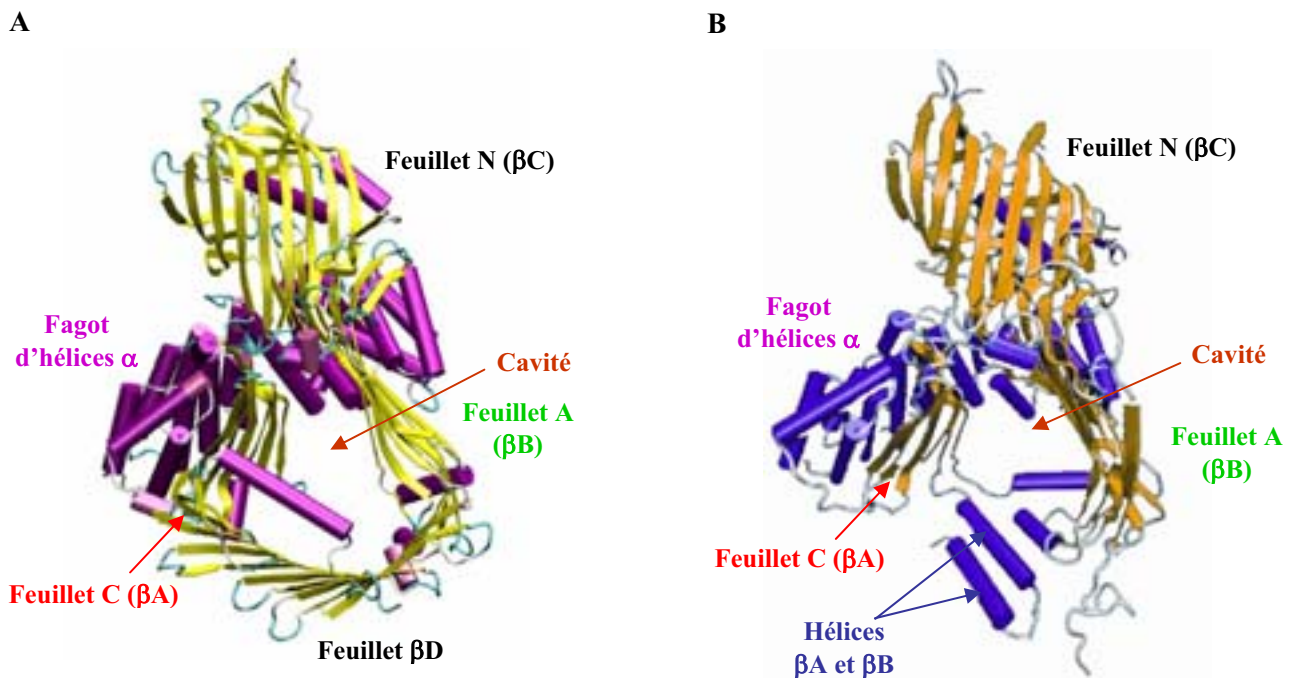 A
Feuillet N (βC)
Fagot
d’hélices α
Cavité
Feuillet A
(βB)
Feuillet C (βA)
Feuillet βD
B
Feuillet N (βC)
Fagot
d’hélices α
Cavité
Feuillet A
(βB)
Feuillet C (βA)
Hélices
βA et βB